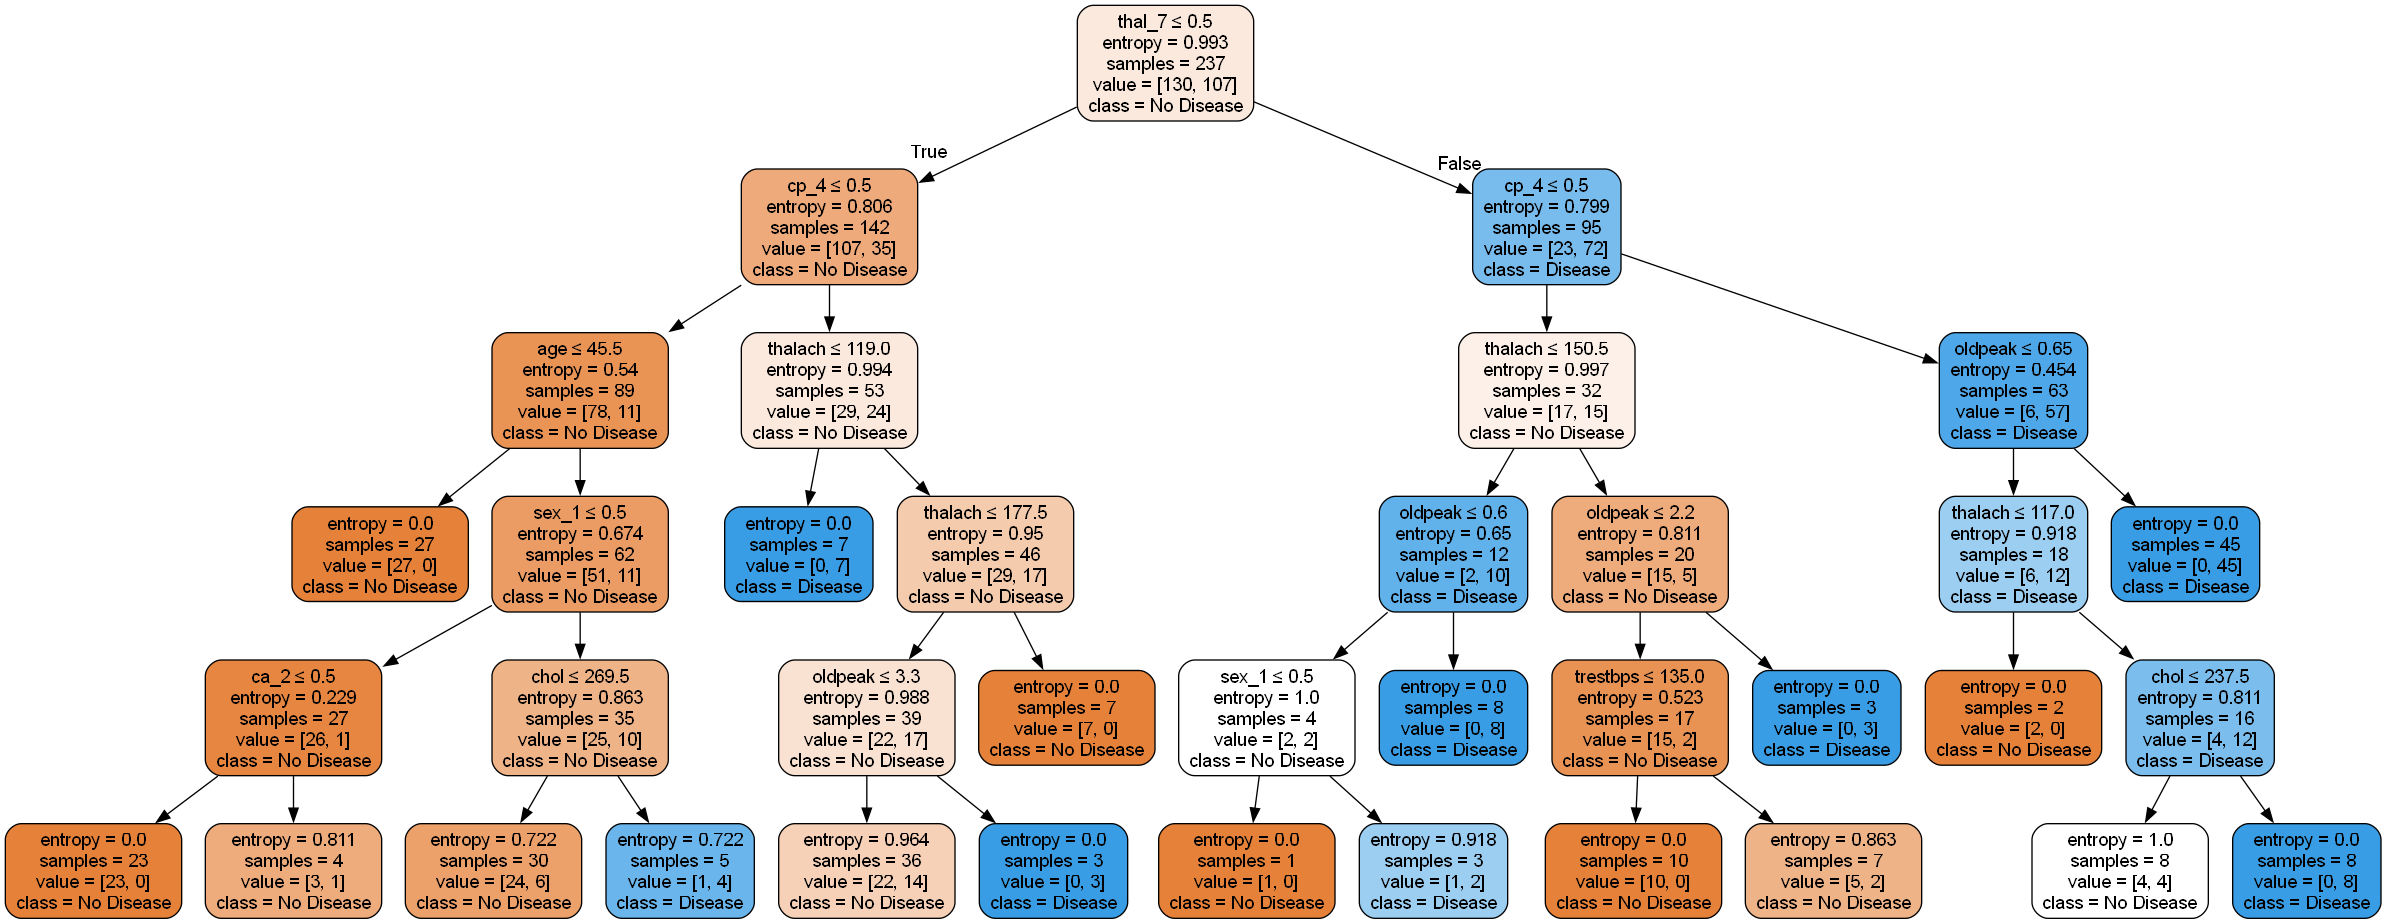 thal_7 ≤ 0.5
entropy = 0.993
samples = 237
value = [130, 107]
class = No Disease
True
False
cp_4 ≤ 0.5
entropy = 0.806
samples = 142
value = [107, 35]
class = No Disease
cp_4 ≤ 0.5
entropy = 0.799
samples = 95
value = [23, 72]
class = Disease
age ≤ 45.5
entropy = 0.54
samples = 89
value = [78, 11]
class = No Disease
thalach ≤ 119.0
entropy = 0.994
samples = 53
value = [29, 24]
class = No Disease
thalach ≤ 150.5
entropy = 0.997
samples = 32
value = [17, 15]
class = No Disease
oldpeak ≤ 0.65
entropy = 0.454
samples = 63
value = [6, 57]
class = Disease
entropy = 0.0
samples = 27
value = [27, 0]
class = No Disease
sex_1 ≤ 0.5
entropy = 0.674
samples = 62
value = [51, 11]
class = No Disease
entropy = 0.0
samples = 7
value = [0, 7]
class = Disease
thalach ≤ 177.5
entropy = 0.95
samples = 46
value = [29, 17]
class = No Disease
oldpeak ≤ 0.6
entropy = 0.65
samples = 12
value = [2, 10]
class = Disease
oldpeak ≤ 2.2
entropy = 0.811
samples = 20
value = [15, 5]
class = No Disease
thalach ≤ 117.0
entropy = 0.918
samples = 18
value = [6, 12]
class = Disease
entropy = 0.0
samples = 45
value = [0, 45]
class = Disease
ca_2 ≤ 0.5
entropy = 0.229
samples = 27
value = [26, 1]
class = No Disease
chol ≤ 269.5
entropy = 0.863
samples = 35
value = [25, 10]
class = No Disease
oldpeak ≤ 3.3
entropy = 0.988
samples = 39
value = [22, 17]
class = No Disease
entropy = 0.0
samples = 7
value = [7, 0]
class = No Disease
sex_1 ≤ 0.5
entropy = 1.0
samples = 4
value = [2, 2]
class = No Disease
entropy = 0.0
samples = 8
value = [0, 8]
class = Disease
trestbps ≤ 135.0
entropy = 0.523
samples = 17
value = [15, 2]
class = No Disease
entropy = 0.0
samples = 3
value = [0, 3]
class = Disease
entropy = 0.0
samples = 2
value = [2, 0]
class = No Disease
chol ≤ 237.5
entropy = 0.811
samples = 16
value = [4, 12]
class = Disease
entropy = 0.0
samples = 23
value = [23, 0]
class = No Disease
entropy = 0.811
samples = 4
value = [3, 1]
class = No Disease
entropy = 0.722
samples = 30
value = [24, 6]
class = No Disease
entropy = 0.722
samples = 5
value = [1, 4]
class = Disease
entropy = 0.964
samples = 36
value = [22, 14]
class = No Disease
entropy = 0.0
samples = 3
value = [0, 3]
class = Disease
entropy = 0.0
samples = 1
value = [1, 0]
class = No Disease
entropy = 0.918
samples = 3
value = [1, 2]
class = Disease
entropy = 0.0
samples = 10
value = [10, 0]
class = No Disease
entropy = 0.863
samples = 7
value = [5, 2]
class = No Disease
entropy = 1.0
samples = 8
value = [4, 4]
class = No Disease
entropy = 0.0
samples = 8
value = [0, 8]
class = Disease